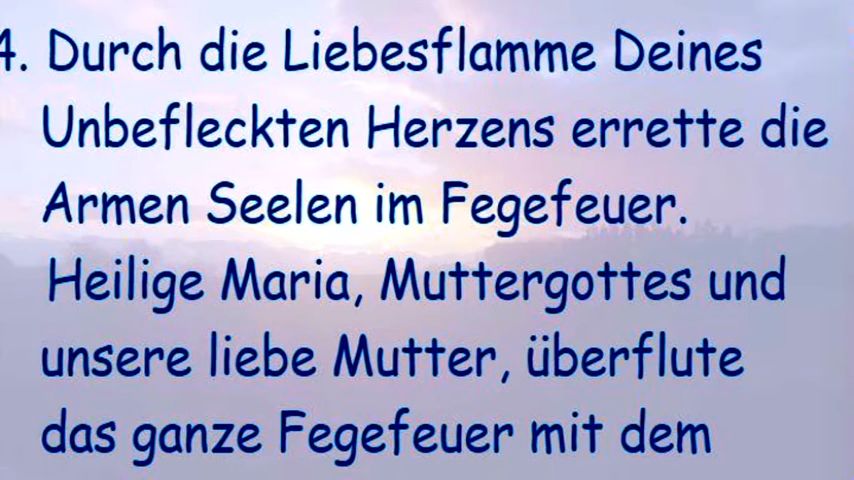 4. Durch die Liebesflamme Deines
Unbefleckten Herzens errette die
Armen Seelen im Fegefeuer.
Heilige Maria, Muttergottes und
unsere liebe Mutter, überflute
das ganze Fegefeuer mit dem